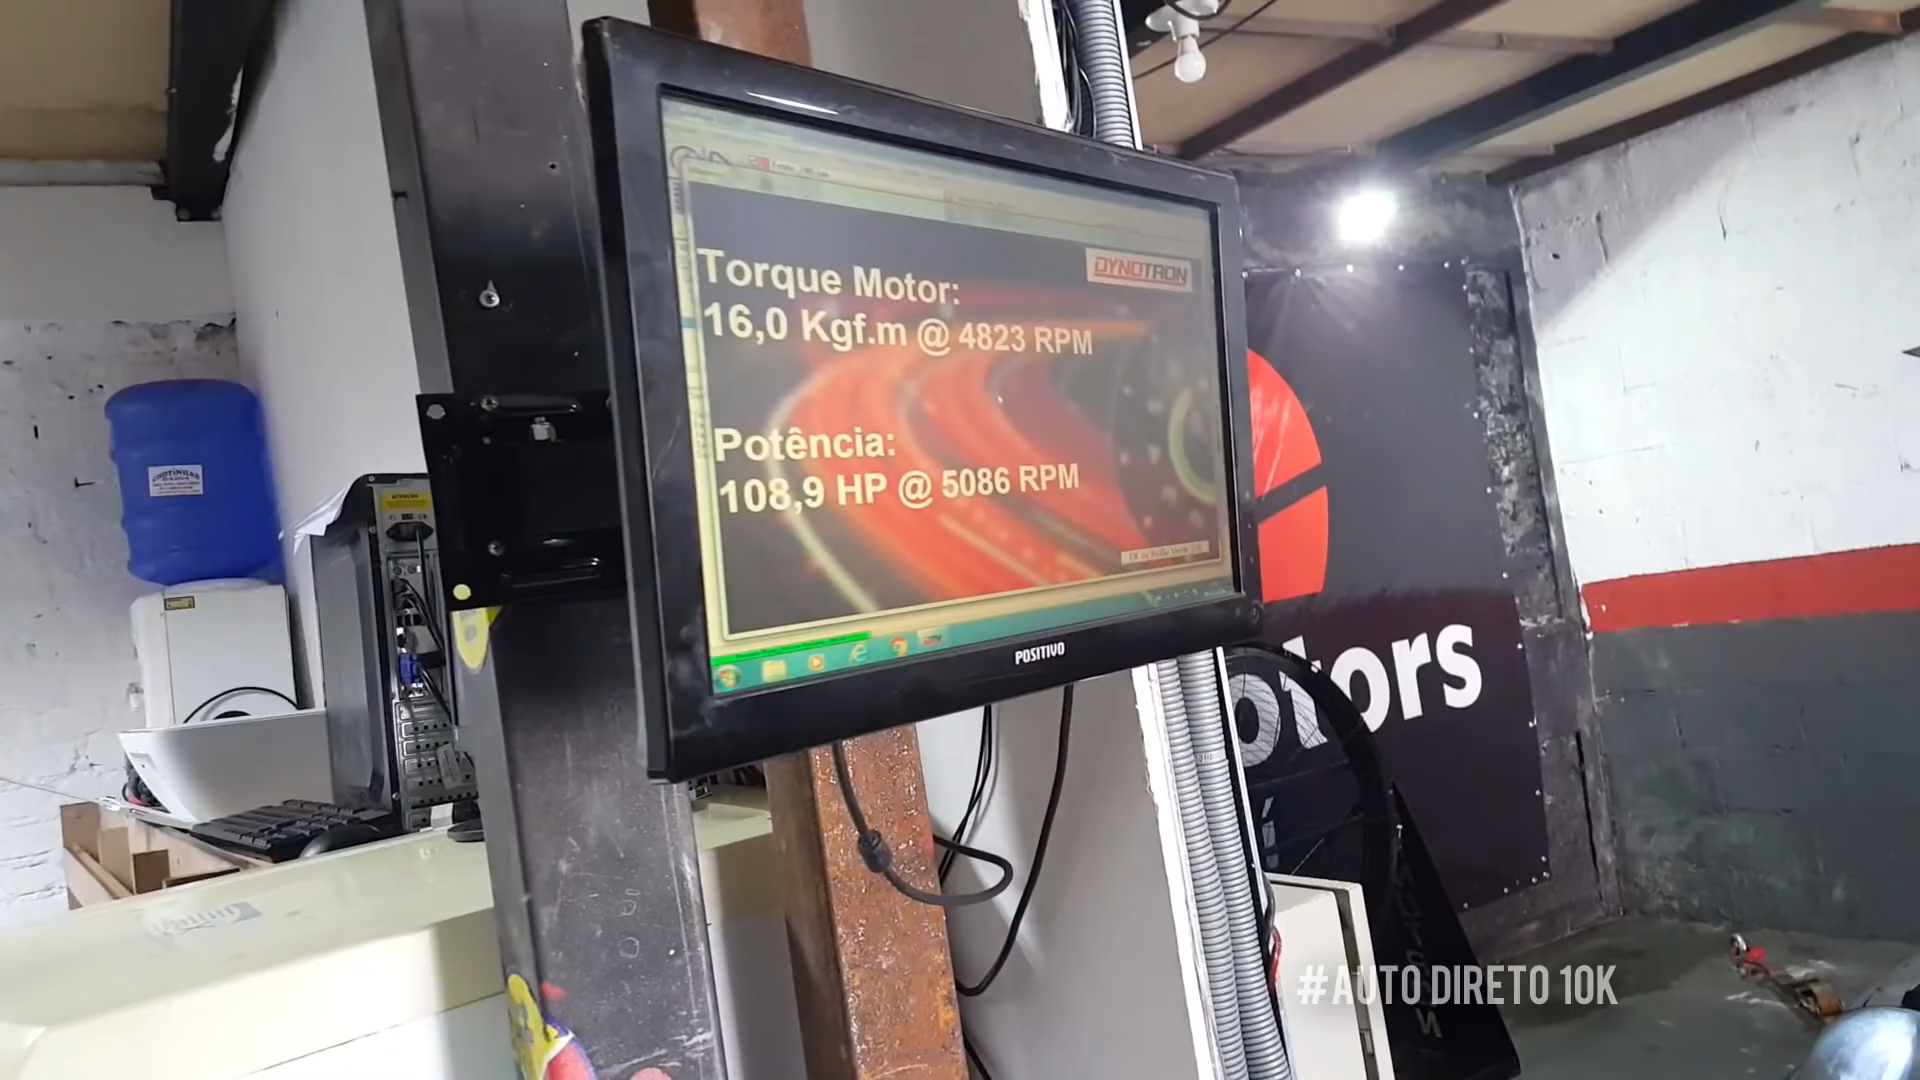 DYNOTRON
Torque Motor:
16,0 Kgf.m @ 4823 RPM
Potência:
108,9 HP @ 5086 RPM
POSITIVO
otors
ATENÇÃO
#AUTO DIRETO 10K